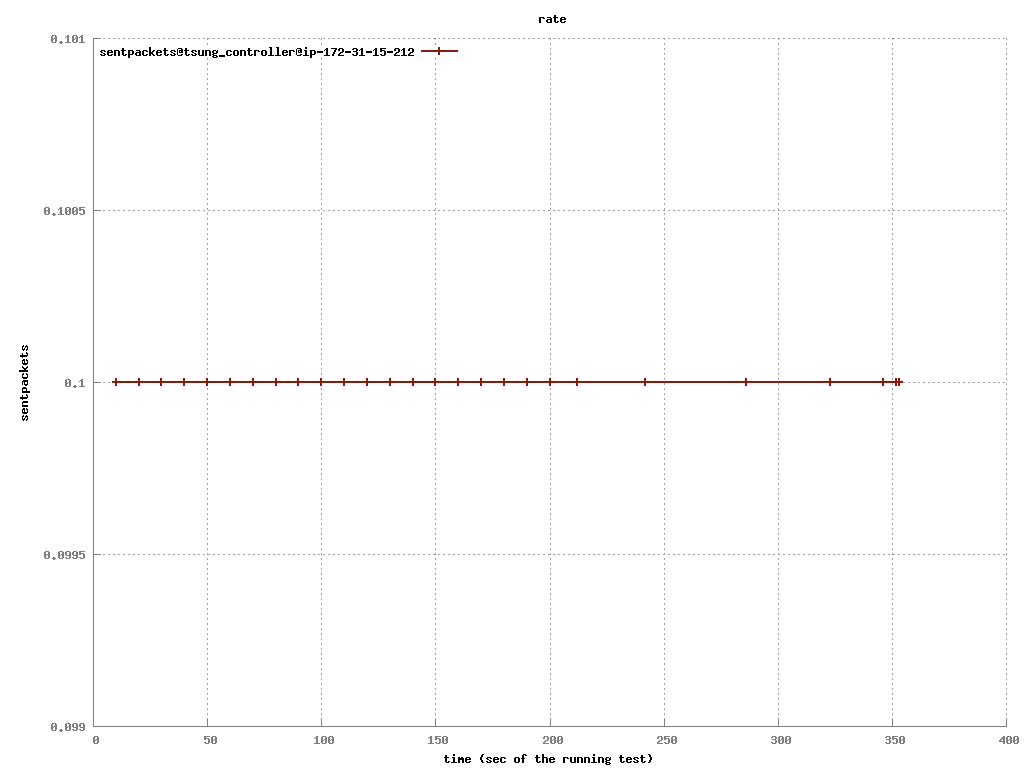 rate
0.101
sentpackets@tsung_controller@ip-172-31-15-212
0.1005
0.1
sentpackets
0.0995
0.099
0 50 100 150 200 250 300 350 400
time (sec of the running test)